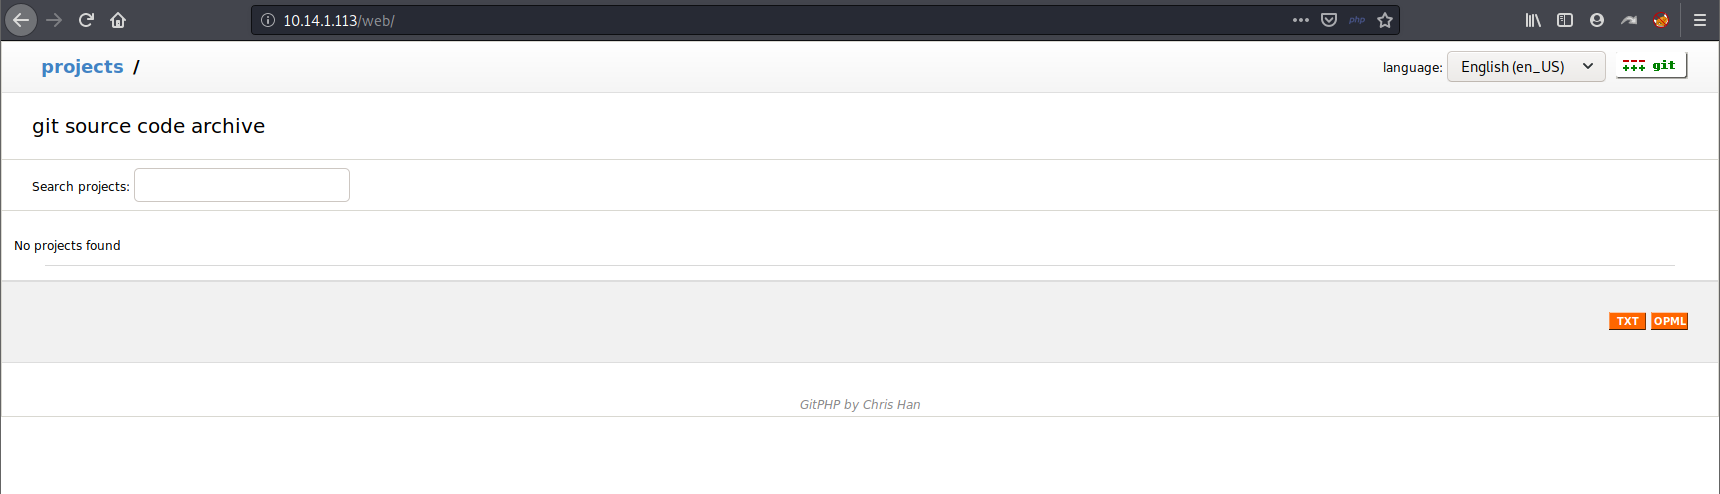 10.14.1.113/web/ php
projects / language: English (en_US) git
git source code archive
Search projects:
No projects found
TXT OPML
GitPHP by Chris Han